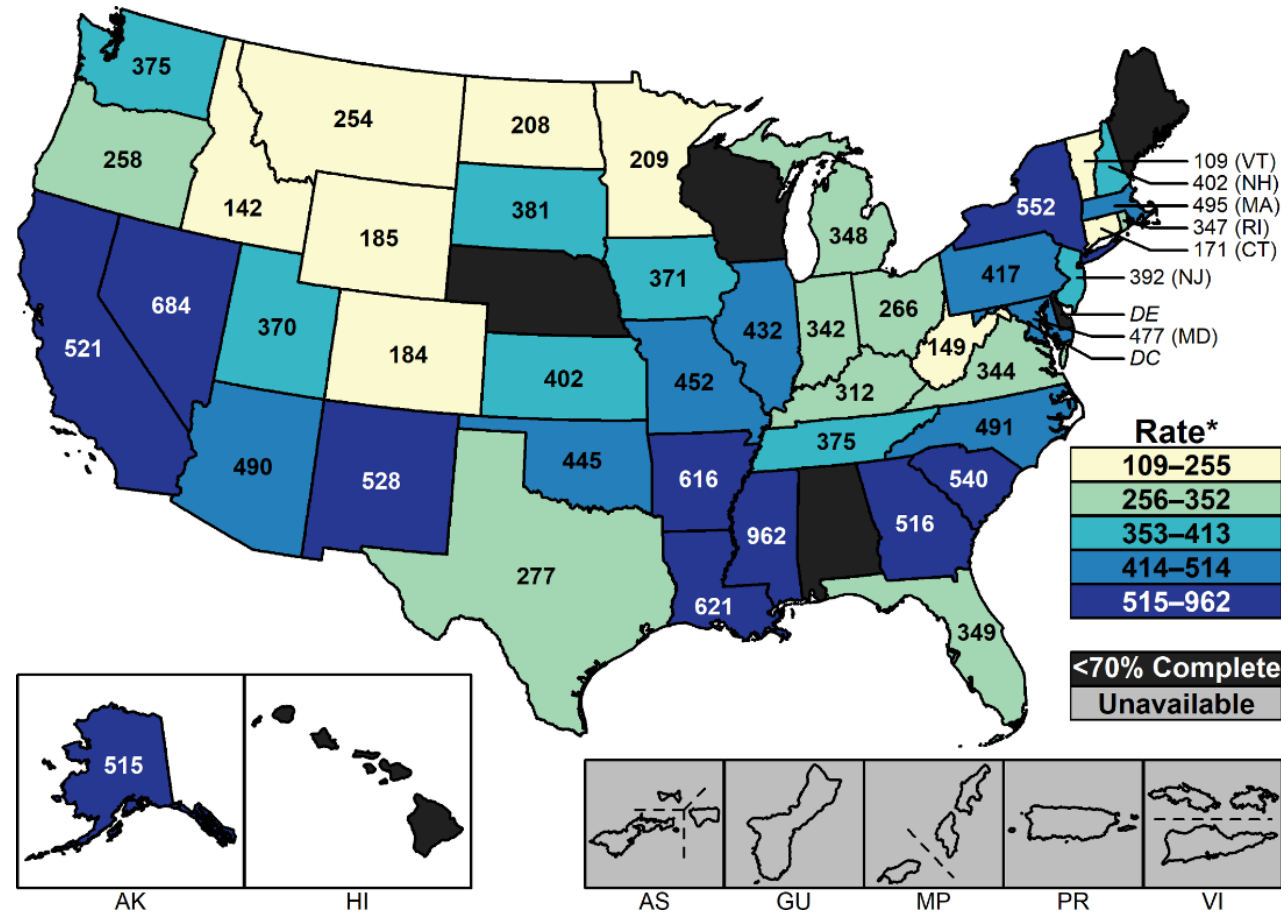 375
254
208
209
109 (VT)
402 (NH)
495 (MA)
347 (RI)
171 (CT)
258
142
185
381
348
552
392 (NJ)
684
371
417
DE
521
370
184
432
342
266
477 (MD)
149
DC
402
452
312
344
490
528
445
375
491
616
540
962
516
277
621
349
Rate*
109–255
256–352
353–413
414–514
515–962
<70% Complete
Unavailable
515
AK
HI
AS
GU
MP
PR
VI